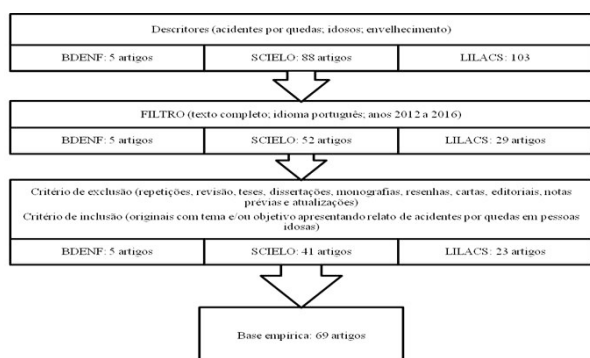 Descritores (acidentes por quedas; idosos; envelhecimento)
BDENF: 5 artigos
SCIELO: 88 artigos
LILACS: 103
FILTRO (texto completo; idioma português; anos 2012 a 2016)
BDENF: 5 artigos
SCIELO: 52 artigos
LILACS: 29 artigos
Critério de exclusão (repetições, revisão, teses, dissertações, monografias, resenhas, cartas, editoriais, notas
prévias e atualizações)
Critério de inclusão (originais com tema e/ou objetivo apresentando relato de acidentes por quedas em pessoas
idosas)
BDENF: 5 artigos
SCIELO: 41 artigos
LILACS: 23 artigos
Base empirica: 69 artigos